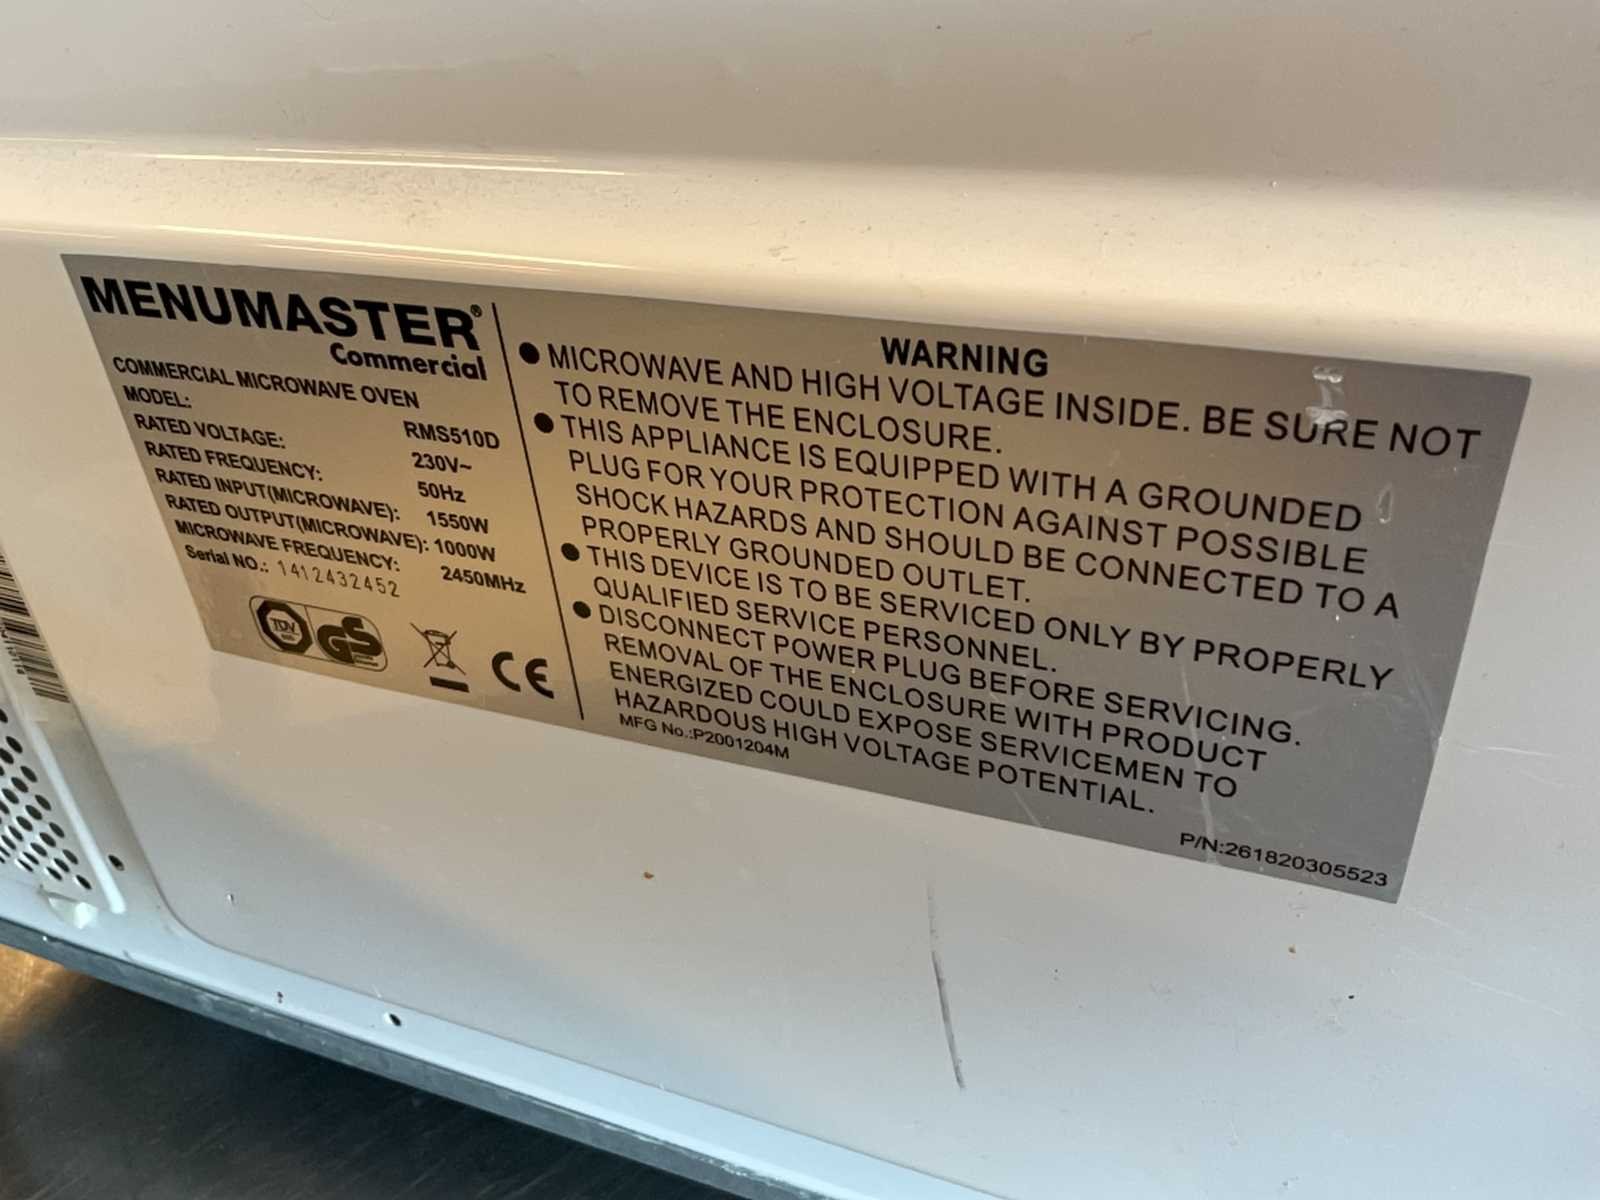 MENUMASTER®
Commercial
COMMERCIAL MICROWAVE OVEN
MODEL: RMS510D
RATED VOLTAGE: 230V~
RATED FREQUENCY: 50Hz
RATED INPUT(MICROWAVE): 1550W
RATED OUTPUT(MICROWAVE): 1000W
MICROWAVE FREQUENCY: 2450MHz
Serial NO.: 1412432452
TÜV GS
CE
WARNING
● MICROWAVE AND HIGH VOLTAGE INSIDE. BE SURE NOT
TO REMOVE THE ENCLOSURE.
● THIS APPLIANCE IS EQUIPPED WITH A GROUNDED
PLUG FOR YOUR PROTECTION AGAINST POSSIBLE
SHOCK HAZARDS AND SHOULD BE CONNECTED TO A
PROPERLY GROUNDED OUTLET.
● THIS DEVICE IS TO BE SERVICED ONLY BY PROPERLY
QUALIFIED SERVICE PERSONNEL.
● DISCONNECT POWER PLUG BEFORE SERVICING.
REMOVAL OF THE ENCLOSURE WITH PRODUCT
ENERGIZED COULD EXPOSE SERVICEMEN TO
HAZARDOUS HIGH VOLTAGE POTENTIAL.
MFG No.:P2001204M
P/N:261820305523